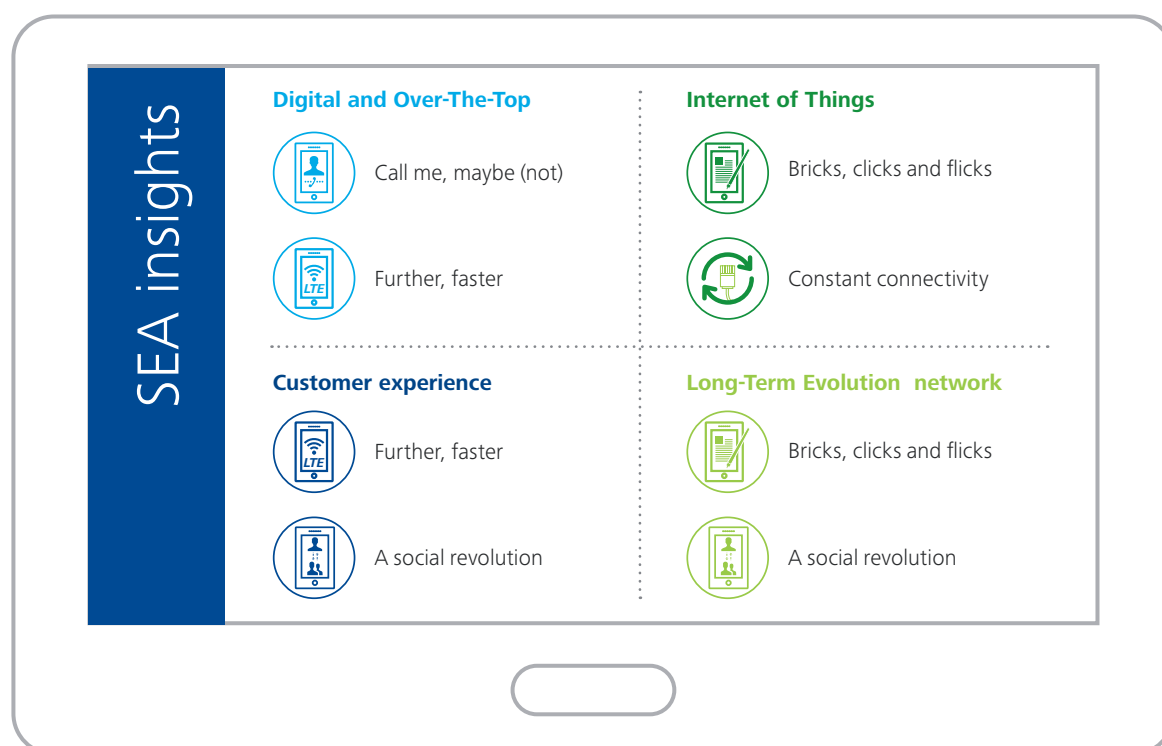 SEA insights
Digital and Over-The-Top
Call me, maybe (not)
LTE
Further, faster
Internet of Things
Bricks, clicks and flicks
Constant connectivity
Customer experience
LTE
Further, faster
A social revolution
Long-Term Evolution network
Bricks, clicks and flicks
A social revolution